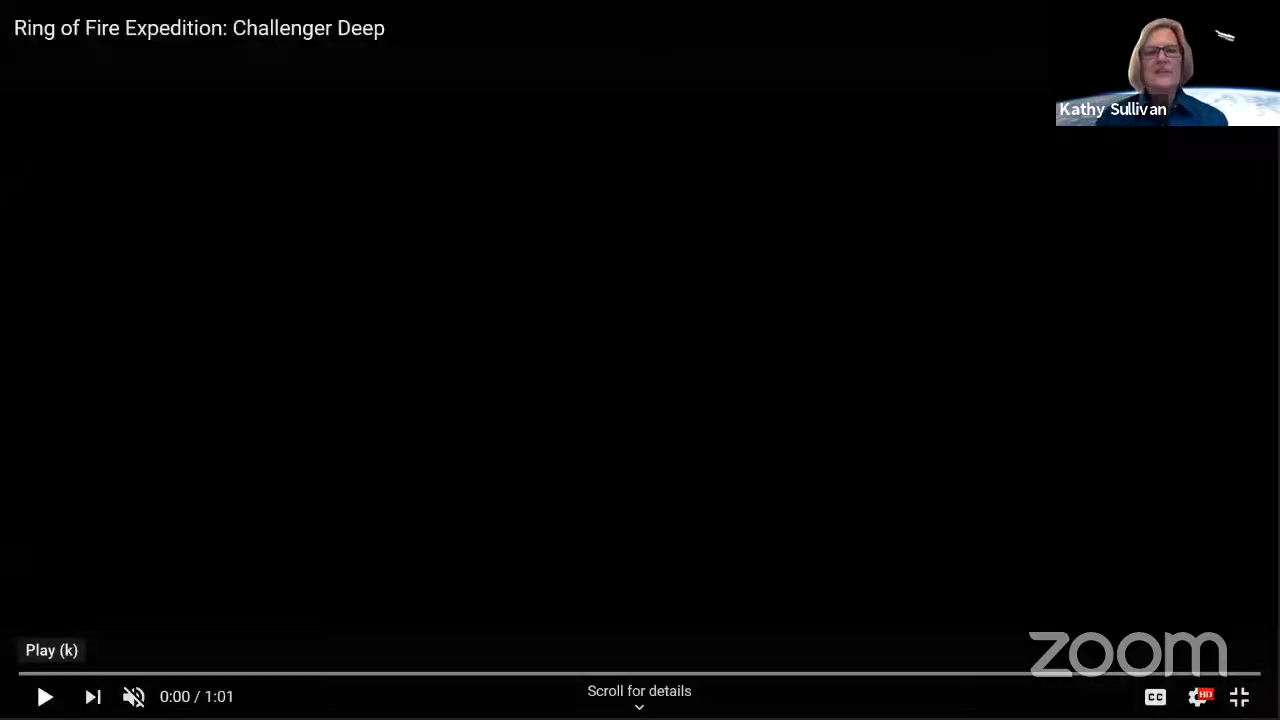 Ring of Fire Expedition: Challenger Deep
Kathy Sullivan
Play (k)
zoom
0:00 / 1:01
Scroll for details
CC
HD